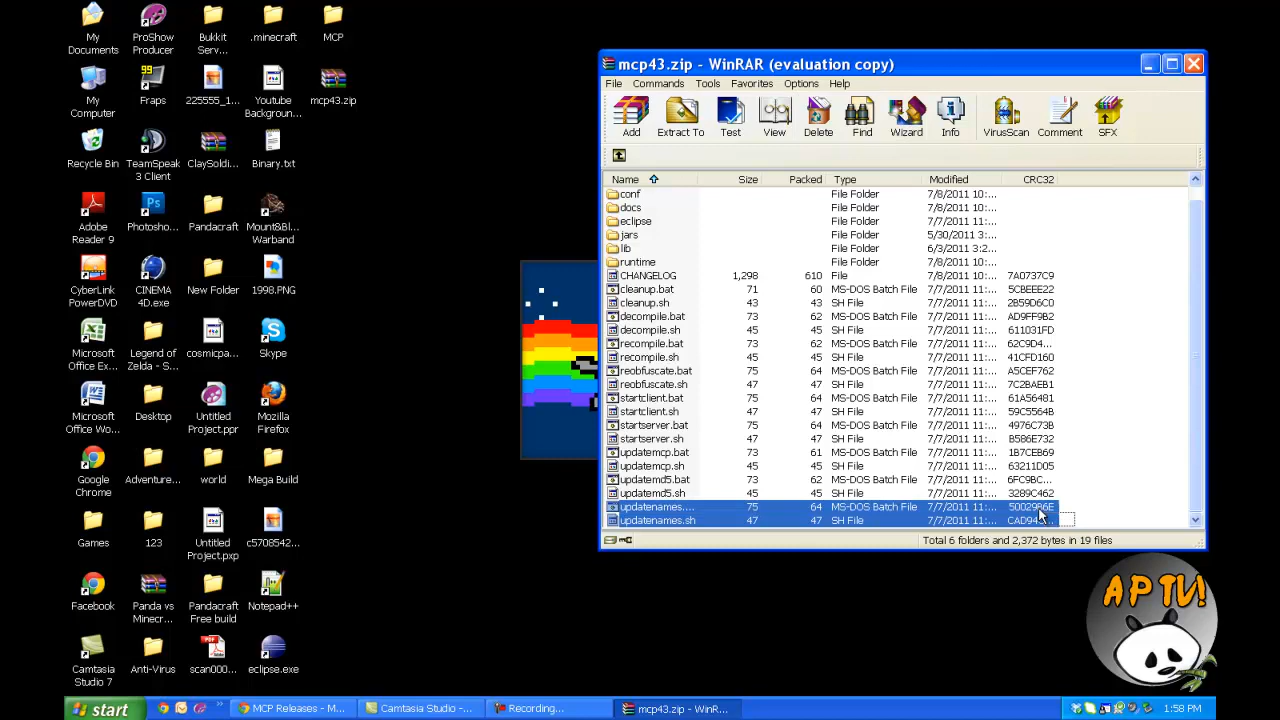 My Documents
ProShow Producer
Bukkit Serv...
.minecraft
MCP
My Computer
99
Fraps
225555_1...
Youtube Background...
mcp43.zip
Recycle Bin
TeamSpeak 3 Client
ClaySoldi...
Binary.txt
Adobe Reader 9
Photosho...
Pandacraft
Mount&Bl... Warband
CyberLink PowerDVD
CINEMA 4D.exe
New Folder
1998.PNG
Microsoft Office Ex...
Legend of Zelda - S...
cosmicpa...
Skype
Microsoft Office Wo...
Desktop
Untitled Project.ppr
Mozilla Firefox
Google Chrome
Adventure...
world
Mega Build
Games
123
Untitled Project.pxp
c5708542...
Facebook
Panda vs Minecr...
Pandacraft Free build
Notepad++
Camtasia Studio 7
Anti-Virus
scan000...
eclipse.exe
mcp43.zip - WinRAR (evaluation copy)
File Commands Tools Favorites Options Help
Add Extract To Test View Delete Find Wizard Info VirusScan Comment SFX
Name Size Packed Type Modified CRC32
conf File Folder 7/8/2011 10:...
docs File Folder 7/8/2011 10:...
eclipse File Folder 7/7/2011 11:...
jars File Folder 5/30/2011 3:...
lib File Folder 6/3/2011 3:2...
runtime File Folder 7/8/2011 10:...
CHANGELOG 1,298 610 File 7/8/2011 10:... 7A0737C9
cleanup.bat 71 60 MS-DOS Batch File 7/7/2011 11:... 5CBEEE22
cleanup.sh 43 43 SH File 7/7/2011 11:... 2B59D6C0
decompile.bat 73 62 MS-DOS Batch File 7/7/2011 11:... AD9FF9B2
decompile.sh 45 45 SH File 7/7/2011 11:... 611031FD
recompile.bat 73 62 MS-DOS Batch File 7/7/2011 11:... 62C9D4...
recompile.sh 45 45 SH File 7/7/2011 11:... 41CFD160
reobfuscate.bat 75 64 MS-DOS Batch File 7/7/2011 11:... A5CEF762
reobfuscate.sh 47 47 SH File 7/7/2011 11:... 7C2BAEB1
startclient.bat 75 64 MS-DOS Batch File 7/7/2011 11:... 61A56481
startclient.sh 47 47 SH File 7/7/2011 11:... 59C5564B
startserver.bat 75 64 MS-DOS Batch File 7/7/2011 11:... 4976C73B
startserver.sh 47 47 SH File 7/7/2011 11:... B586E732
updatemcp.bat 73 61 MS-DOS Batch File 7/7/2011 11:... 1B7CEB69
updatemcp.sh 45 45 SH File 7/7/2011 11:... 63211D05
updatemd5.bat 73 62 MS-DOS Batch File 7/7/2011 11:... 6FC9BC...
updatemd5.sh 45 45 SH File 7/7/2011 11:... 3289C462
updatenames.... 75 64 MS-DOS Batch File 7/7/2011 11:...
updatenames.sh 47 47 SH File 7/7/2011 11:...
Total 6 folders and 2,372 bytes in 19 files
AP TV!
start
MCP Releases - M...
Camtasia Studio -...
Recording...
mcp43.zip - WinR...
1:58 PM